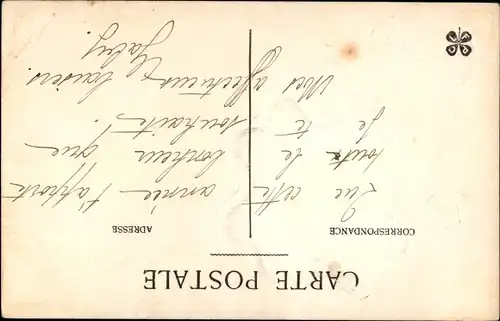 CARTE POSTALE
CORRESPONDANCE
ADRESSE
Que cette année t'apporte
tout le bonheur que
je te souhaite!
Mes affectueux baisers
Gaby.